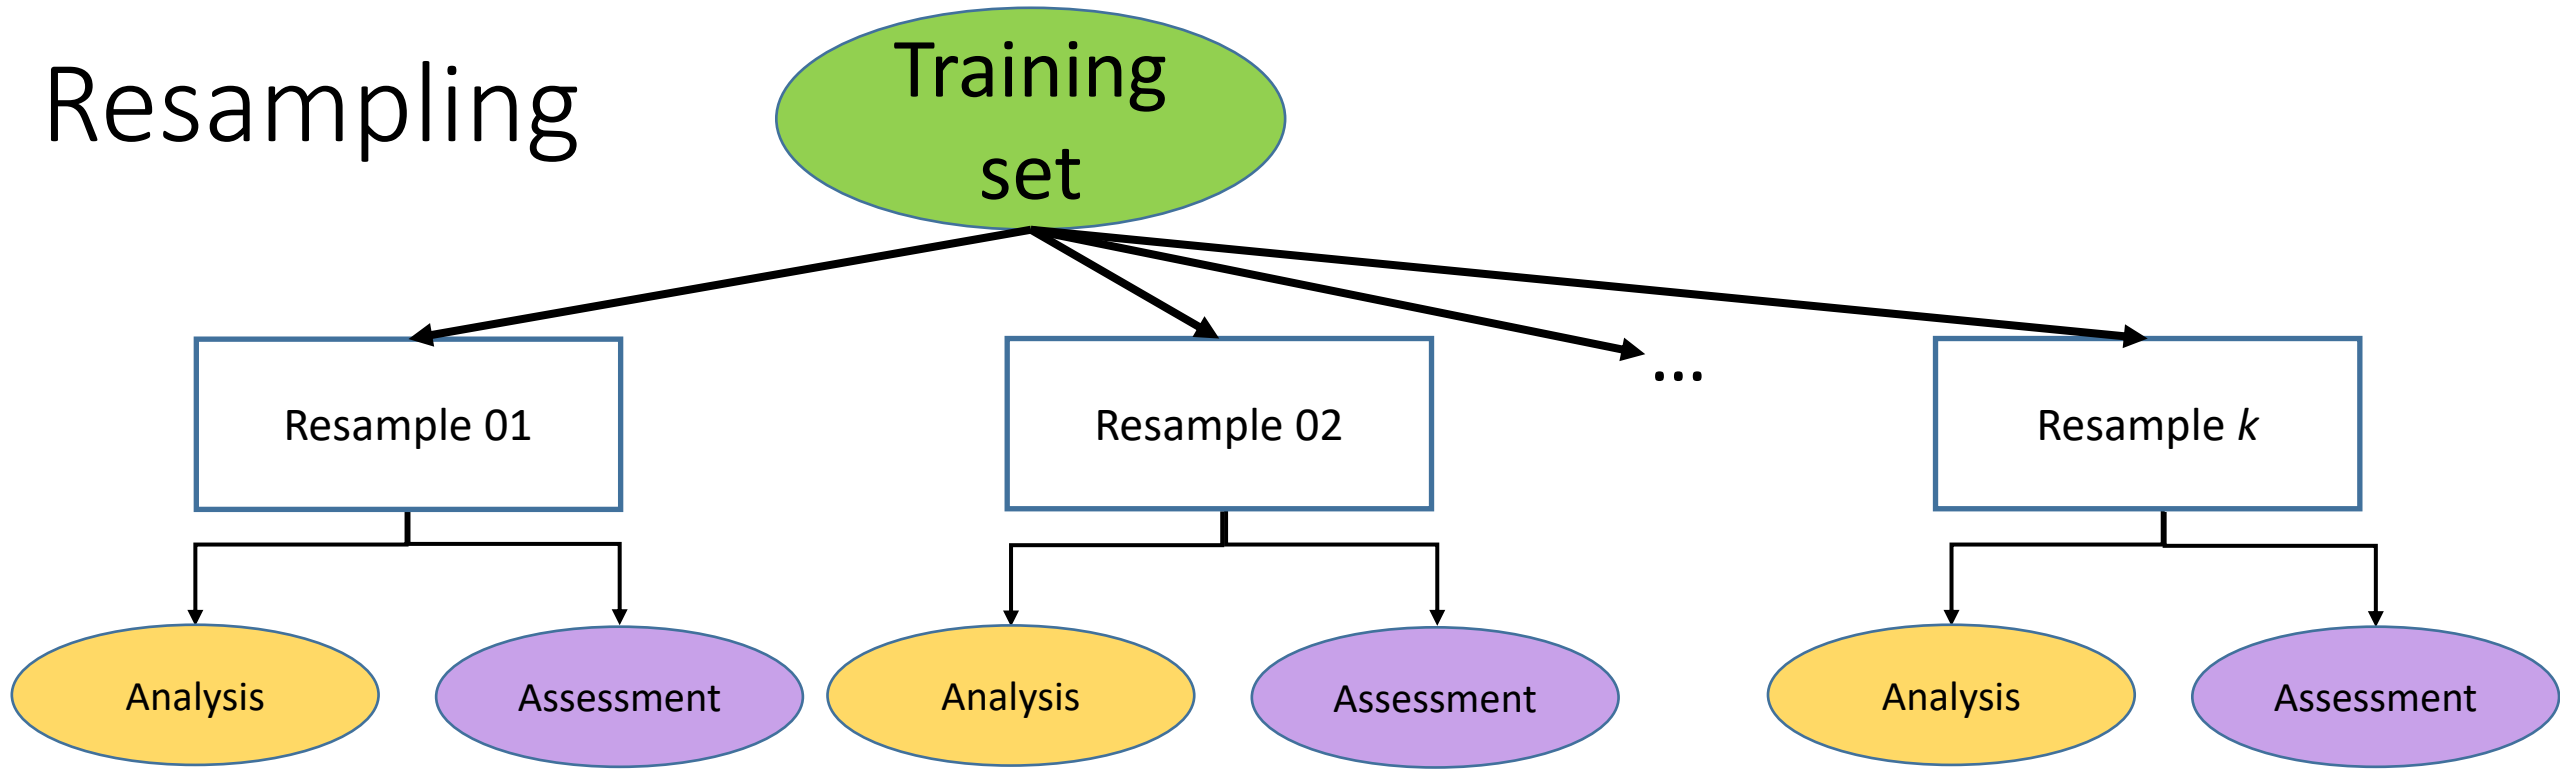 Resampling
Training
set
...
Resample 01
Resample 02
Resample k
Analysis
Assessment
Analysis
Assessment
Analysis
Assessment